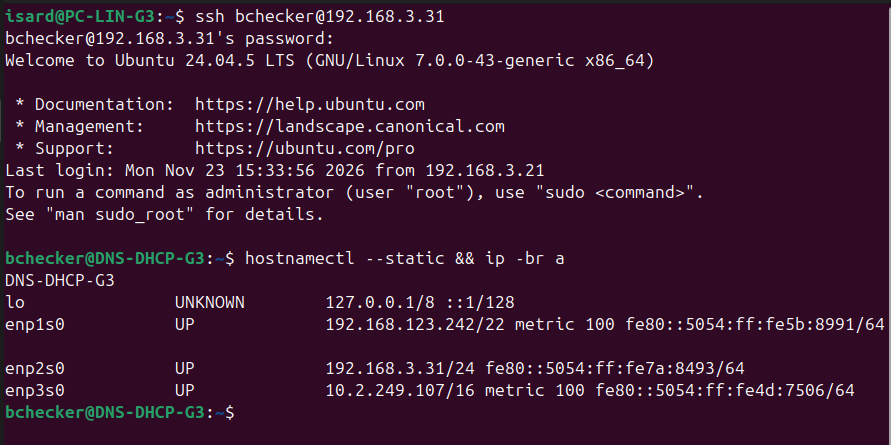 isard@PC-LIN-G3:~$ ssh bchecker@192.168.3.31
bchecker@192.168.3.31's password:
Welcome to Ubuntu 24.04.5 LTS (GNU/Linux 7.0.0-43-generic x86_64)

 * Documentation:  https://help.ubuntu.com
 * Management:     https://landscape.canonical.com
 * Support:        https://ubuntu.com/pro
Last login: Mon Nov 23 15:33:56 2026 from 192.168.3.21
To run a command as administrator (user "root"), use "sudo <command>".
See "man sudo_root" for details.

bchecker@DNS-DHCP-G3:~$ hostnamectl --static && ip -br a
DNS-DHCP-G3
lo               UNKNOWN        127.0.0.1/8 ::1/128
enp1s0           UP             192.168.123.242/22 metric 100 fe80::5054:ff:fe5b:8991/64

enp2s0           UP             192.168.3.31/24 fe80::5054:ff:fe7a:8493/64
enp3s0           UP             10.2.249.107/16 metric 100 fe80::5054:ff:fe4d:7506/64
bchecker@DNS-DHCP-G3:~$